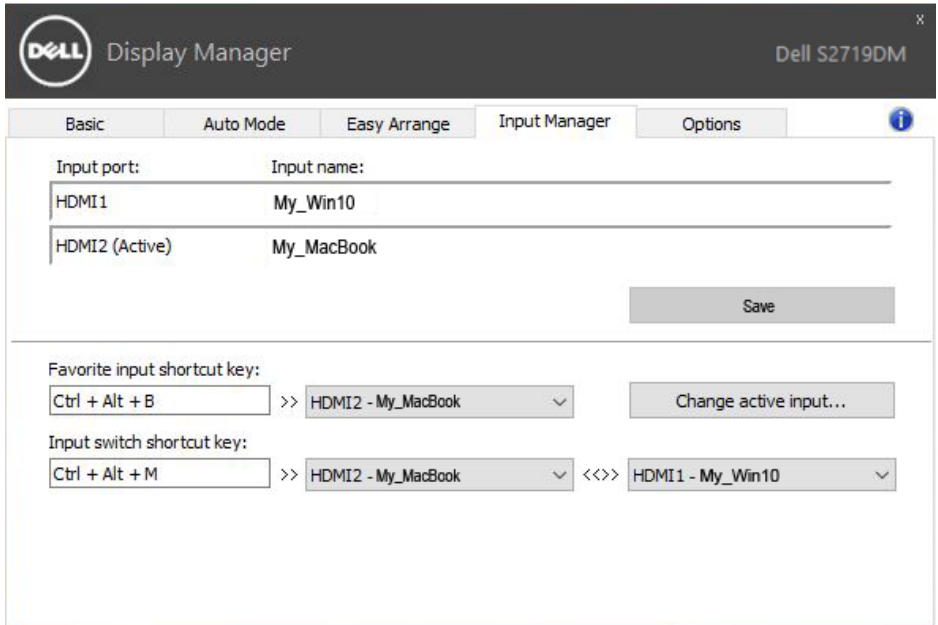 x
DELL Display Manager Dell S2719DM
Basic Auto Mode Easy Arrange Input Manager Options i
Input port: Input name:
HDMI1 My_Win10
HDMI2 (Active) My_MacBook
Save
Favorite input shortcut key:
Ctrl + Alt + B >> HDMI2 - My_MacBook Change active input...
Input switch shortcut key:
Ctrl + Alt + M >> HDMI2 - My_MacBook <<>> HDMI1 - My_Win10